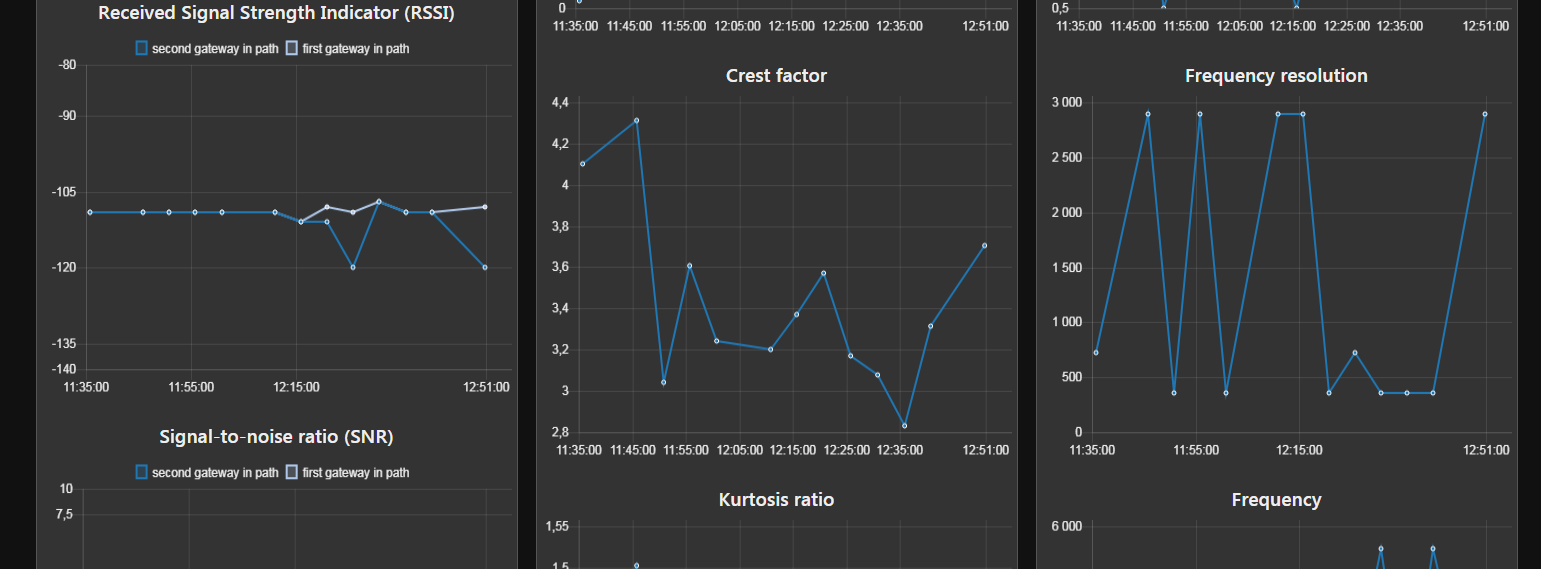 Received Signal Strength Indicator (RSSI)
second gateway in path first gateway in path
-80
-90
-105
-120
-135
-140
11:35:00 11:55:00 12:15:00 12:51:00
Signal-to-noise ratio (SNR)
second gateway in path first gateway in path
10
7,5
0
11:35:00 11:45:00 11:55:00 12:05:00 12:15:00 12:25:00 12:35:00 12:51:00
Crest factor
4,4
4,2
4
3,8
3,6
3,4
3,2
3
2,8
11:35:00 11:45:00 11:55:00 12:05:00 12:15:00 12:25:00 12:35:00 12:51:00
Kurtosis ratio
1,55
1,5
0,5
11:35:00 11:45:00 11:55:00 12:05:00 12:15:00 12:25:00 12:35:00 12:51:00
Frequency resolution
3 000
2 500
2 000
1 500
1 000
500
0
11:35:00 11:55:00 12:15:00 12:51:00
Frequency
6 000